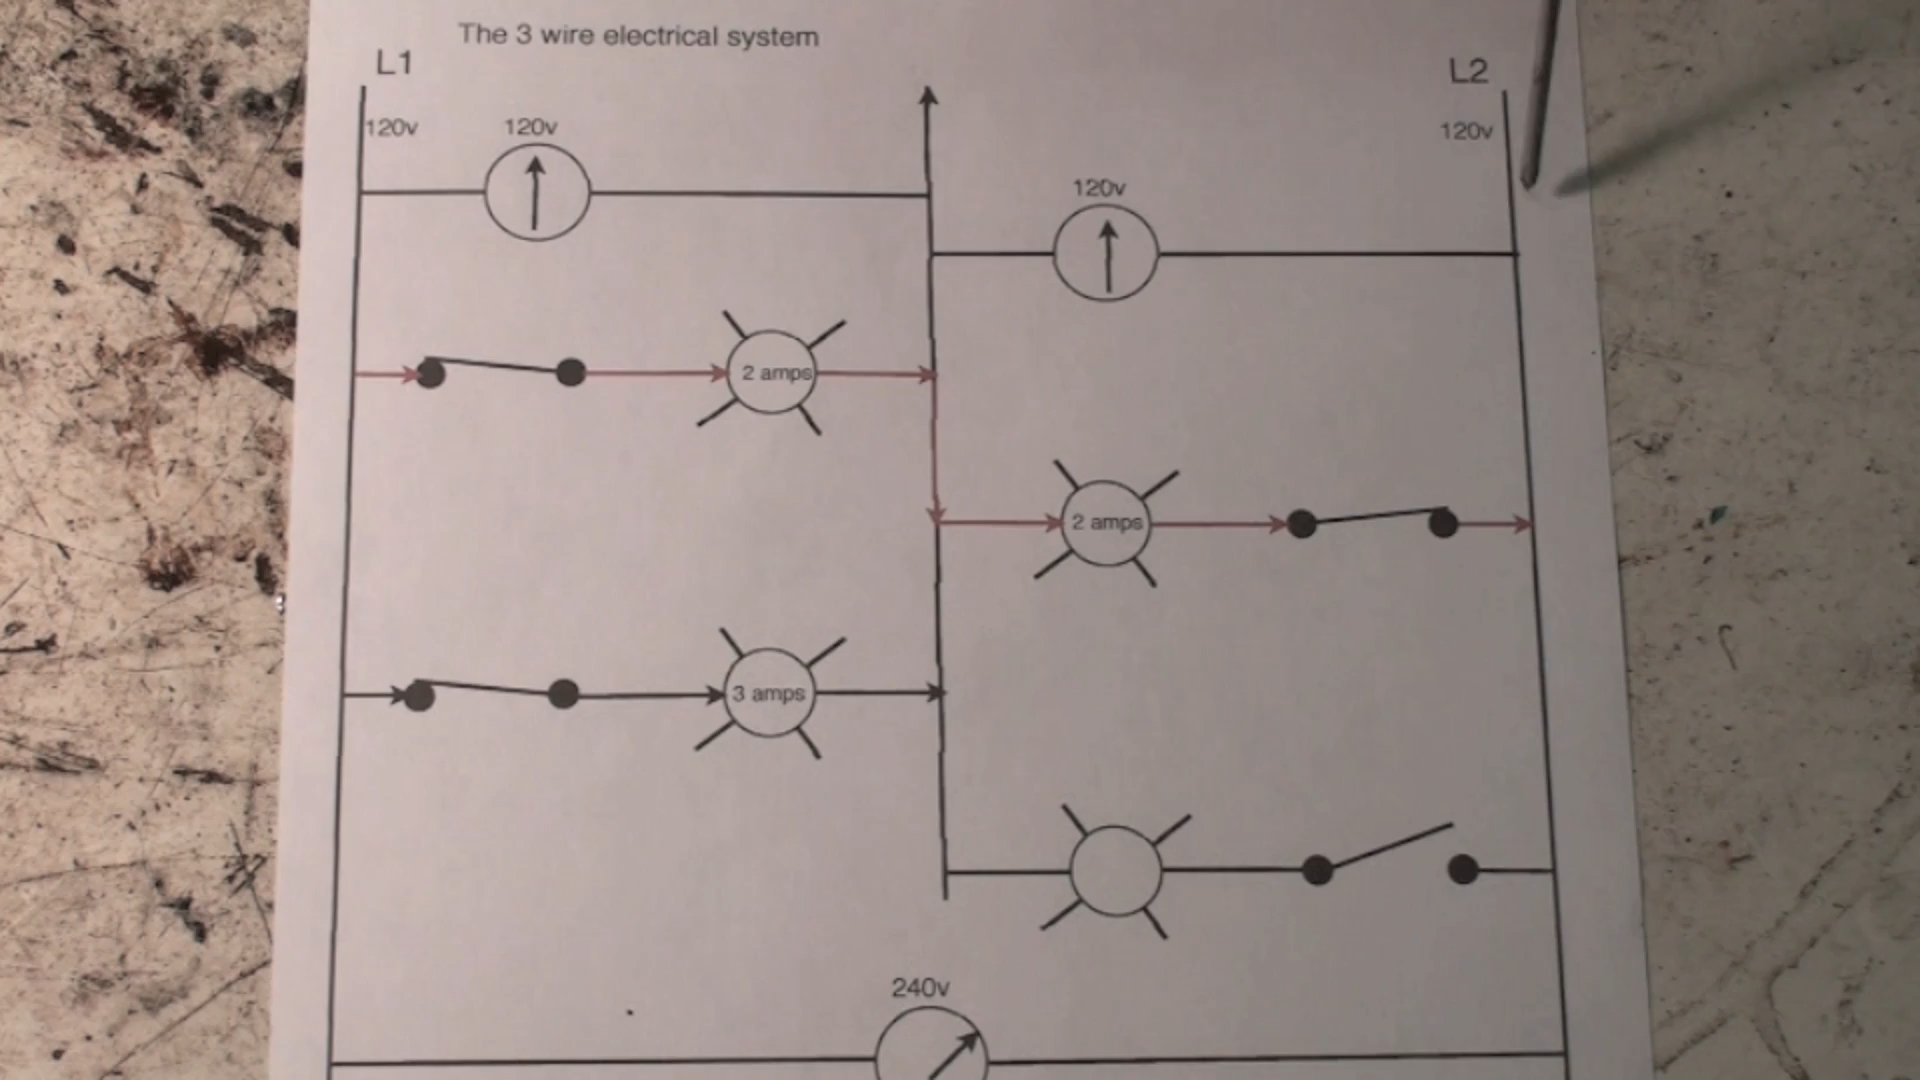 The 3 wire electrical system
L1
L2
120v
120v
120v
120v
2 amps
2 amps
3 amps
240v